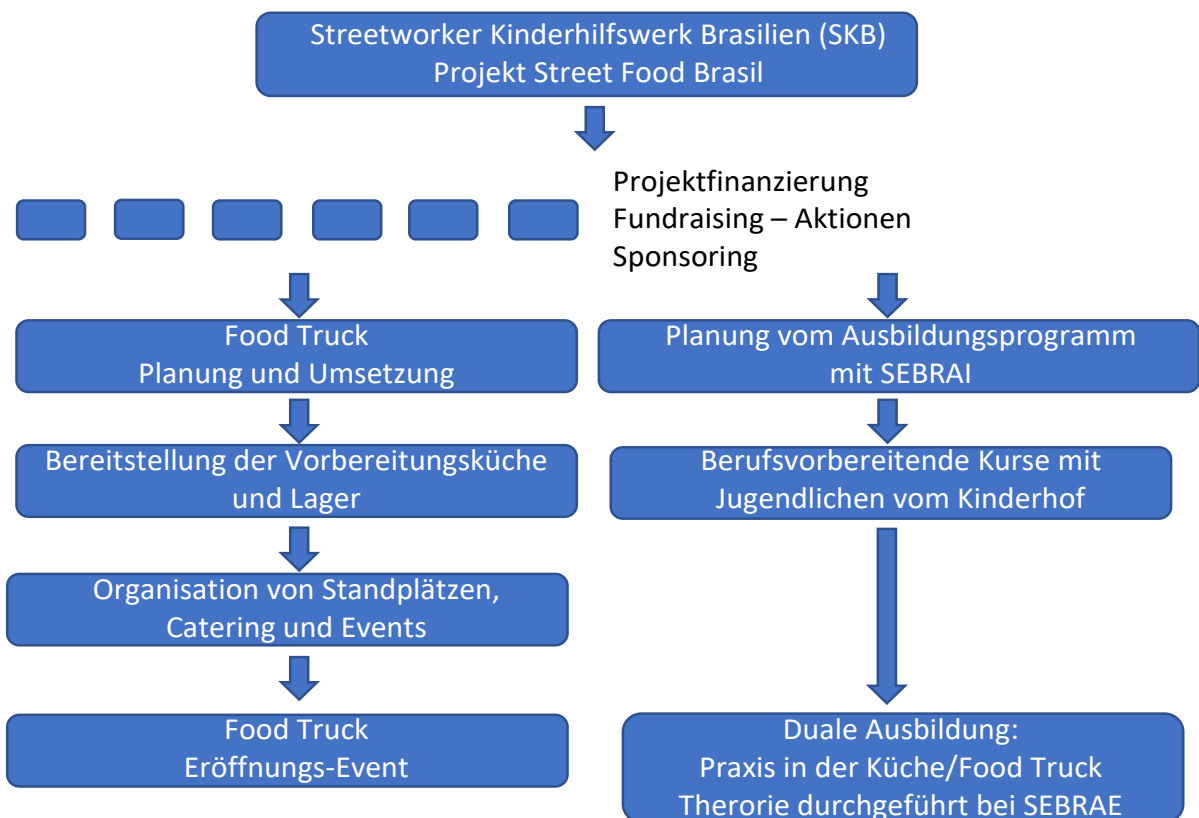 Streetworker Kinderhilfswerk Brasilien (SKB)
Projekt Street Food Brasil
Projektfinanzierung
Fundraising – Aktionen
Sponsoring
Food Truck
Planung und Umsetzung
Bereitstellung der Vorbereitungsküche
und Lager
Organisation von Standplätzen,
Catering und Events
Food Truck
Eröffnungs-Event
Planung vom Ausbildungsprogramm
mit SEBRAI
Berufsvorbereitende Kurse mit
Jugendlichen vom Kinderhof
Duale Ausbildung:
Praxis in der Küche/Food Truck
Therorie durchgeführt bei SEBRAE